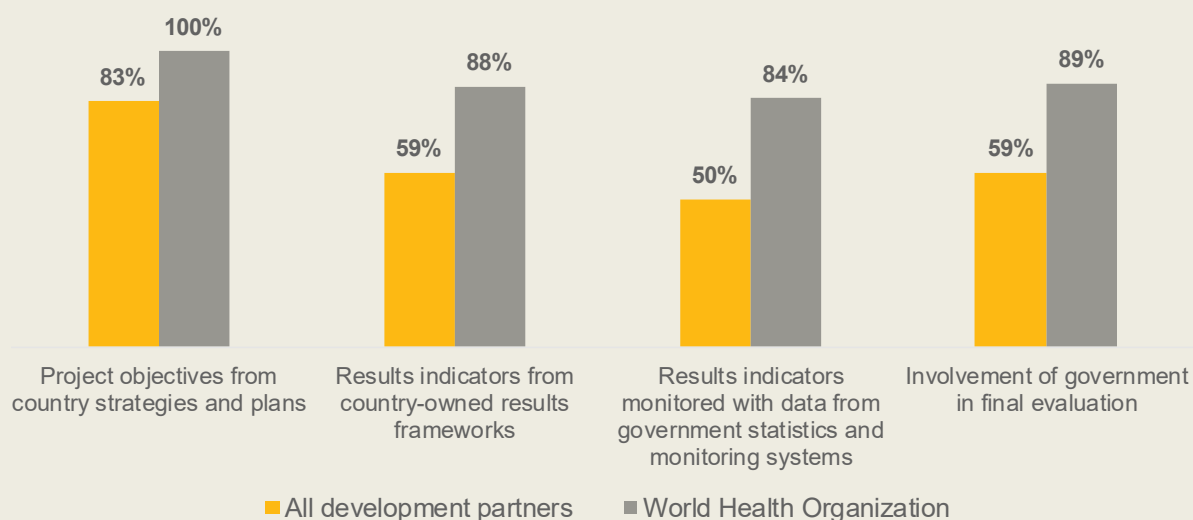 100%
83%
88%
59%
84%
50%
89%
59%
Project objectives from
country strategies and plans
Results indicators from
country-owned results
frameworks
Results indicators
monitored with data from
government statistics and
monitoring systems
Involvement of government
in final evaluation
All development partners
World Health Organization